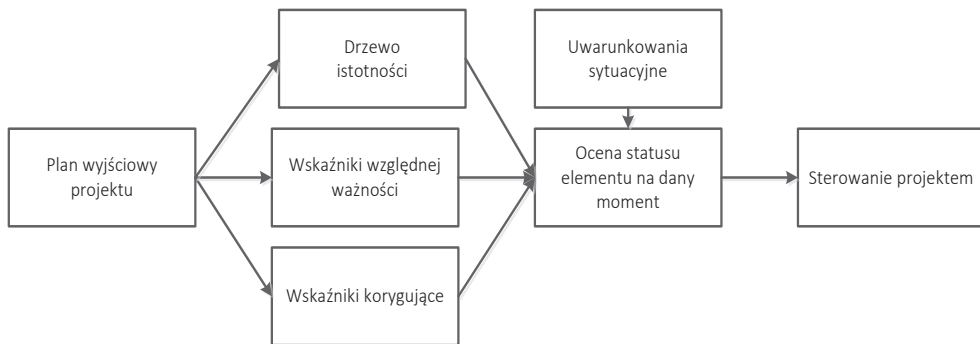 Plan wyjściowy
projektu
Drzewo
istotności
Wskaźniki względnej
ważności
Wskaźniki korygujące
Uwarunkowania
sytuacyjne
Ocena statusu
elementu na dany
moment
Sterowanie projektem